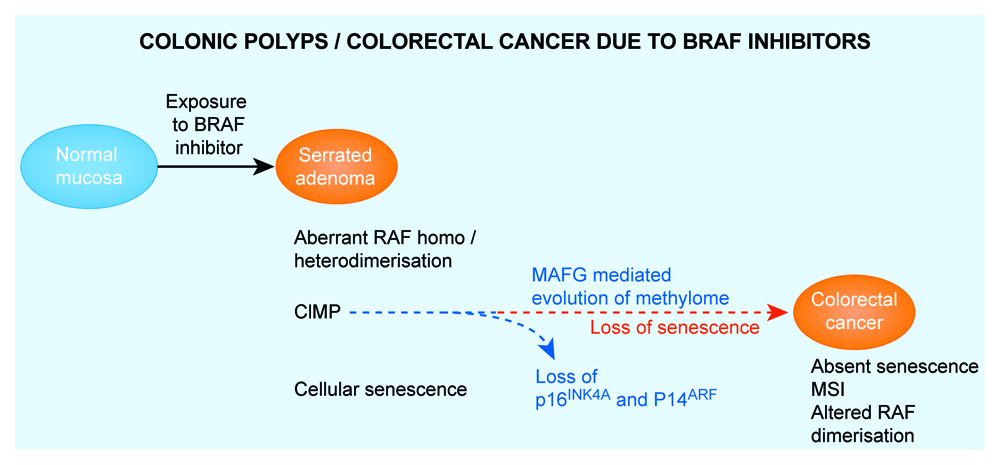 COLONIC POLYPS / COLORECTAL CANCER DUE TO BRAF INHIBITORS
Exposure
to BRAF
inhibitor
Normal
mucosa
Serrated
adenoma
Aberrant RAF homo /
heterodimerisation
MAFG mediated
evolution of methylome
CIMP
Loss of senescence
Colorectal
cancer
Cellular senescence
Loss of
p16INK4A and P14ARF
Absent senescence
MSI
Altered RAF
dimerisation